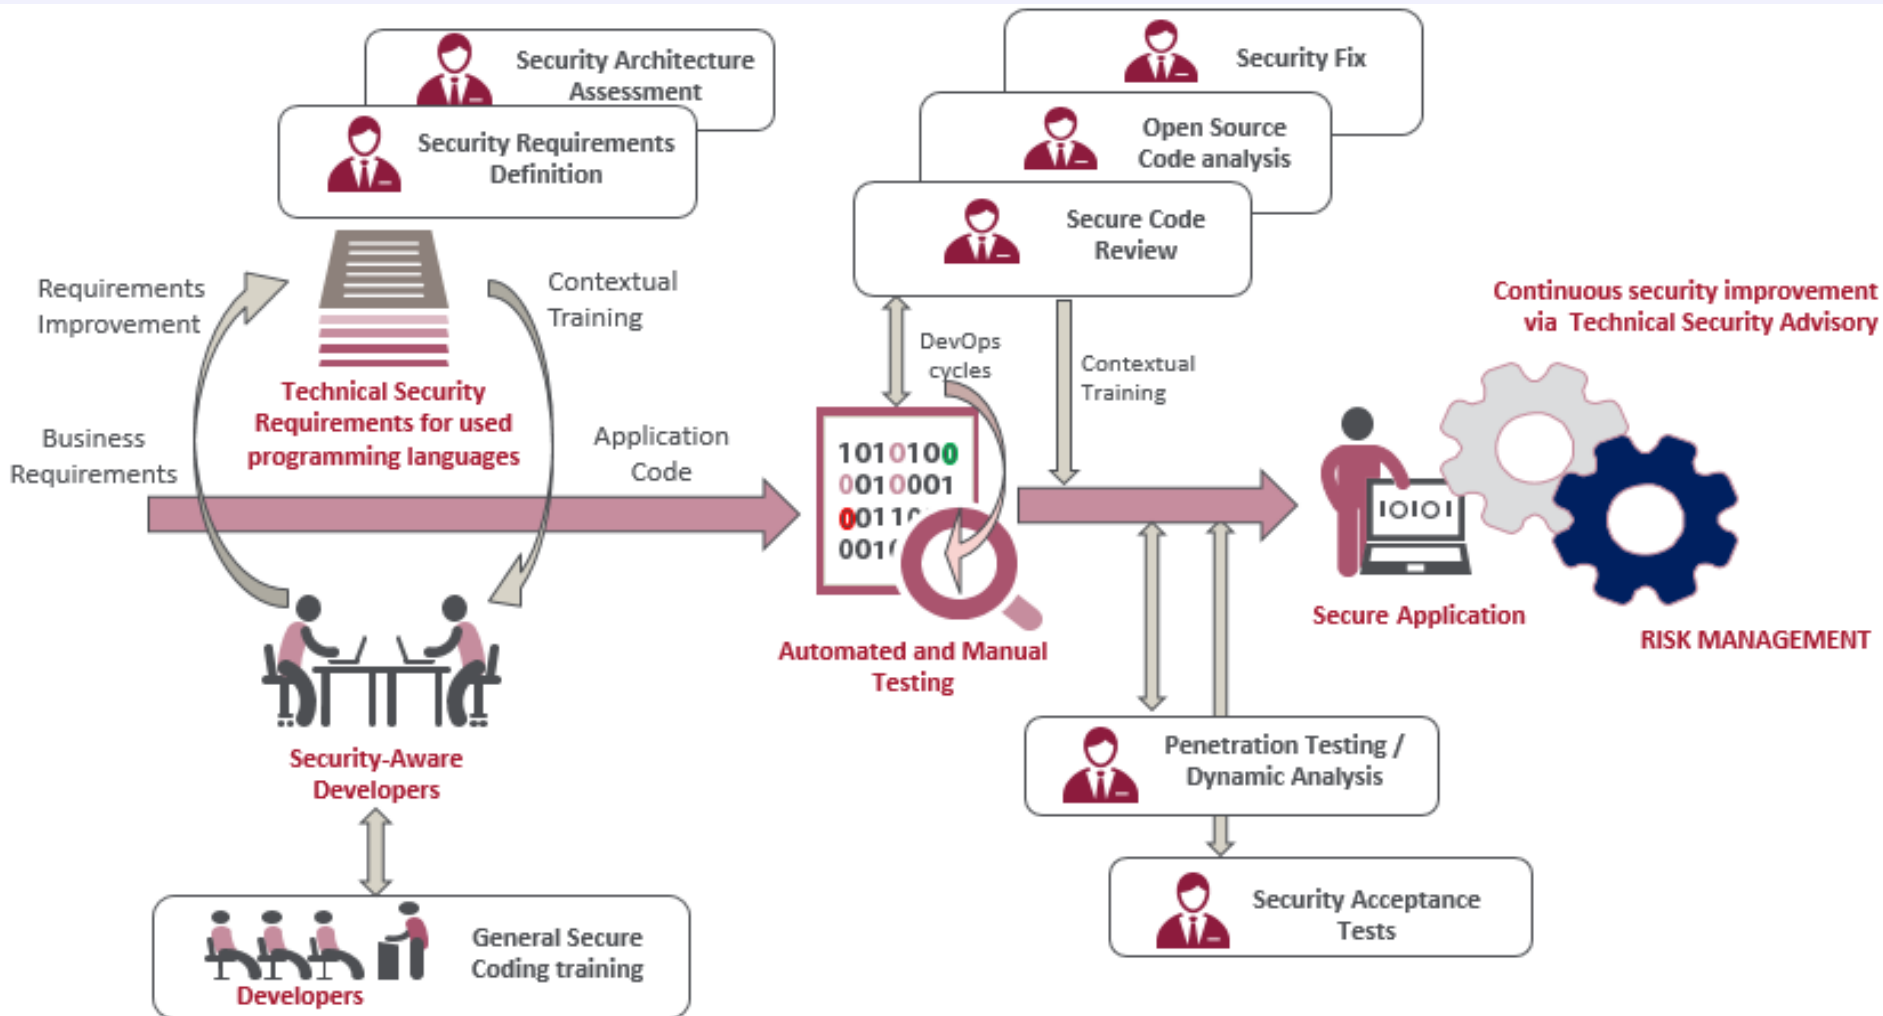 Security Architecture
Assessment
Security Requirements
Definition
Security Fix
Open Source
Code analysis
Secure Code
Review
Requirements
Improvement
Contextual
Training
Technical Security
Requirements for used
programming languages
Business
Requirements
Application
Code
DevOps
cycles
Contextual
Training
1010100
0010001
0011
001
Automated and Manual
Testing
Continuous security improvement
via Technical Security Advisory
10101
Secure Application
RISK MANAGEMENT
Security-Aware
Developers
Penetration Testing /
Dynamic Analysis
Security Acceptance
Tests
General Secure
Coding training
Developers